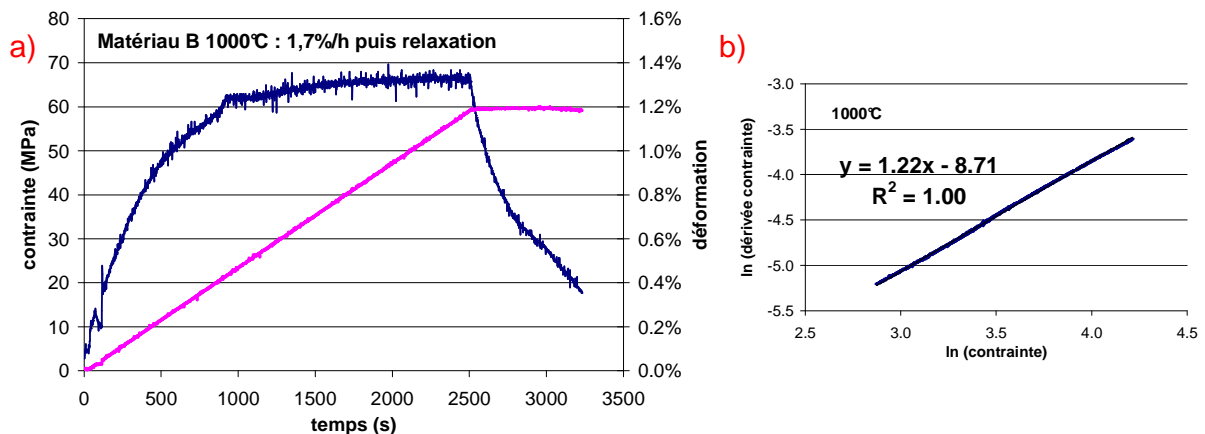 a)
Matériau B 1000°C : 1,7%/h puis relaxation
contrainte (MPa)
80
70
60
50
40
30
20
10
0
1.6%
1.4%
1.2%
1.0%
0.8%
0.6%
0.4%
0.2%
0.0%
déformation
0 500 1000 1500 2000 2500 3000 3500
temps (s)
b)
1000°C
y = 1.22x - 8.71
R² = 1.00
ln (dérivée contrainte)
-3.0
-3.5
-4.0
-4.5
-5.0
-5.5
2.5 3.0 3.5 4.0 4.5
ln (contrainte)